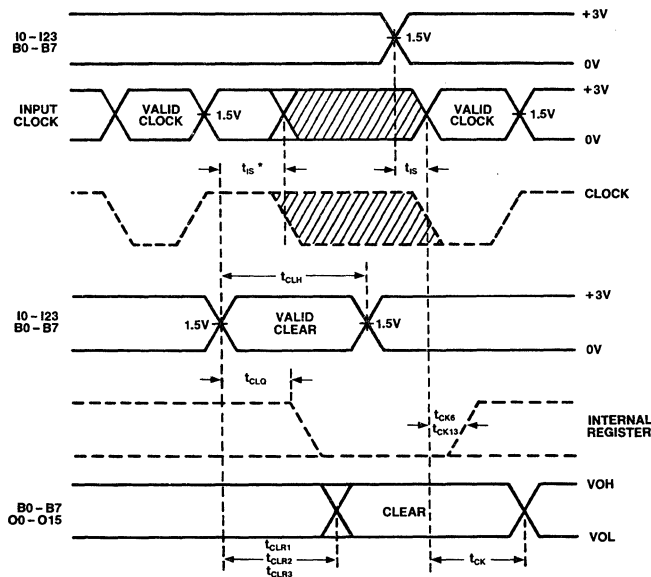 I0 – I23
B0 – B7
1.5V
+3V
0V
INPUT
CLOCK
VALID
CLOCK
1.5V
VALID
CLOCK
1.5V
+3V
0V
tIS*
tIS
CLOCK
tCLH
I0 – I23
B0 – B7
1.5V
VALID
CLEAR
1.5V
+3V
0V
tCLQ
tCK6
tCK13
INTERNAL
REGISTER
B0 – B7
O0 – O15
CLEAR
VOH
VOL
tCLR1
tCLR2
tCLR3
tCK